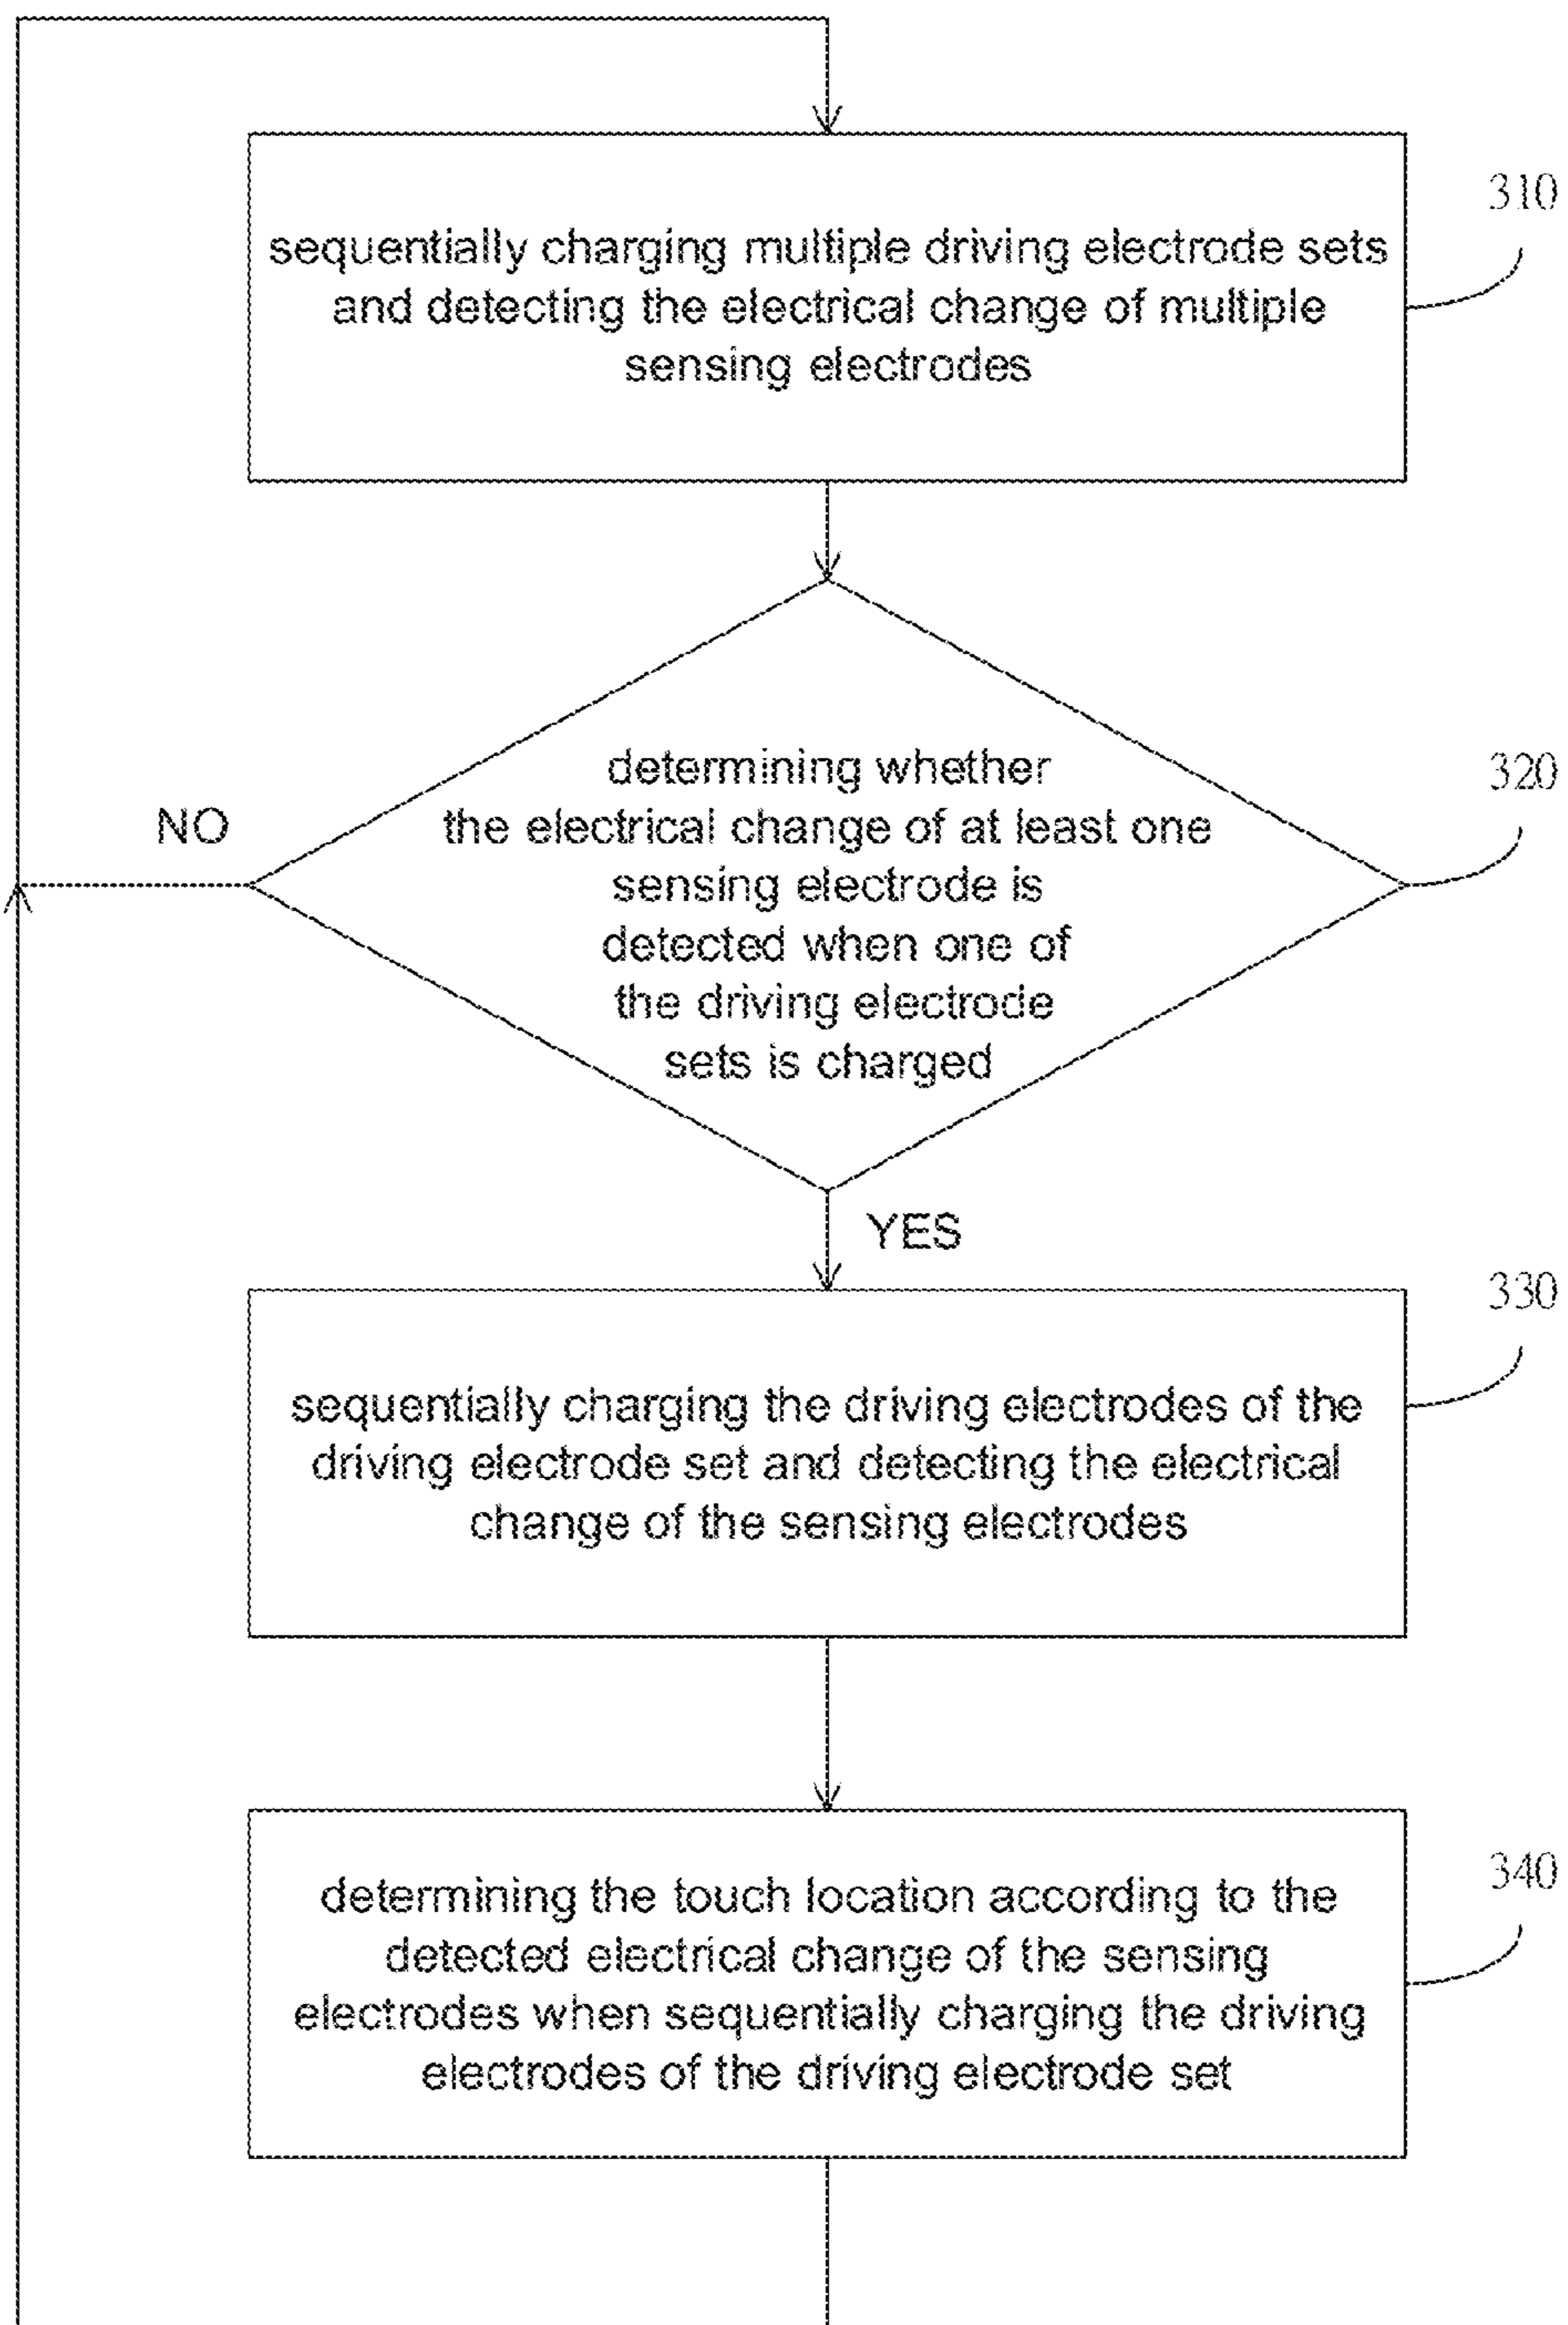 310
sequentially charging multiple driving electrode sets
and detecting the electrical change of multiple
sensing electrodes
320
determining whether
the electrical change of at least one
sensing electrode is
detected when one of
the driving electrode
sets is charged
NO
YES
330
sequentially charging the driving electrodes of the
driving electrode set and detecting the electrical
change of the sensing electrodes
340
determining the touch location according to the
detected electrical change of the sensing
electrodes when sequentially charging the driving
electrodes of the driving electrode set